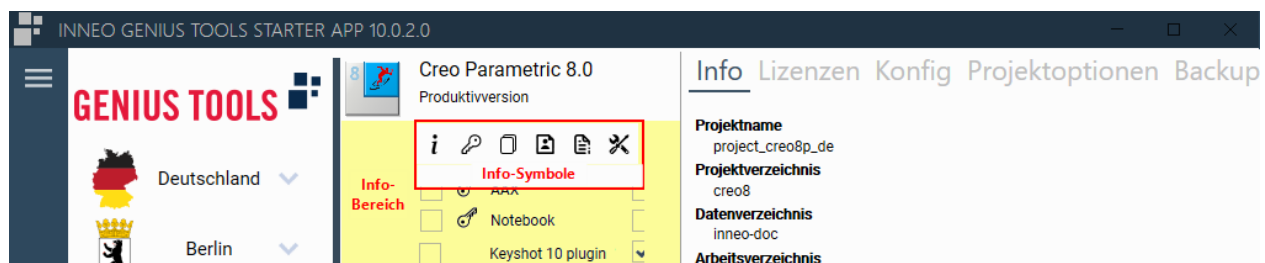 INNEO GENIUS TOOLS STARTER APP 10.0.2.0
GENIUS TOOLS
Deutschland
Berlin
8
Creo Parametric 8.0
Produktivversion
Info-Symbole
Info-
Bereich
AAX
Notebook
Keyshot 10 plugin
Info Lizenzen Konfig Projektoptionen Backup
Projektname
project_creo8p_de
Projektverzeichnis
creo8
Datenverzeichnis
inneo-doc
Arbeitsverzeichnis